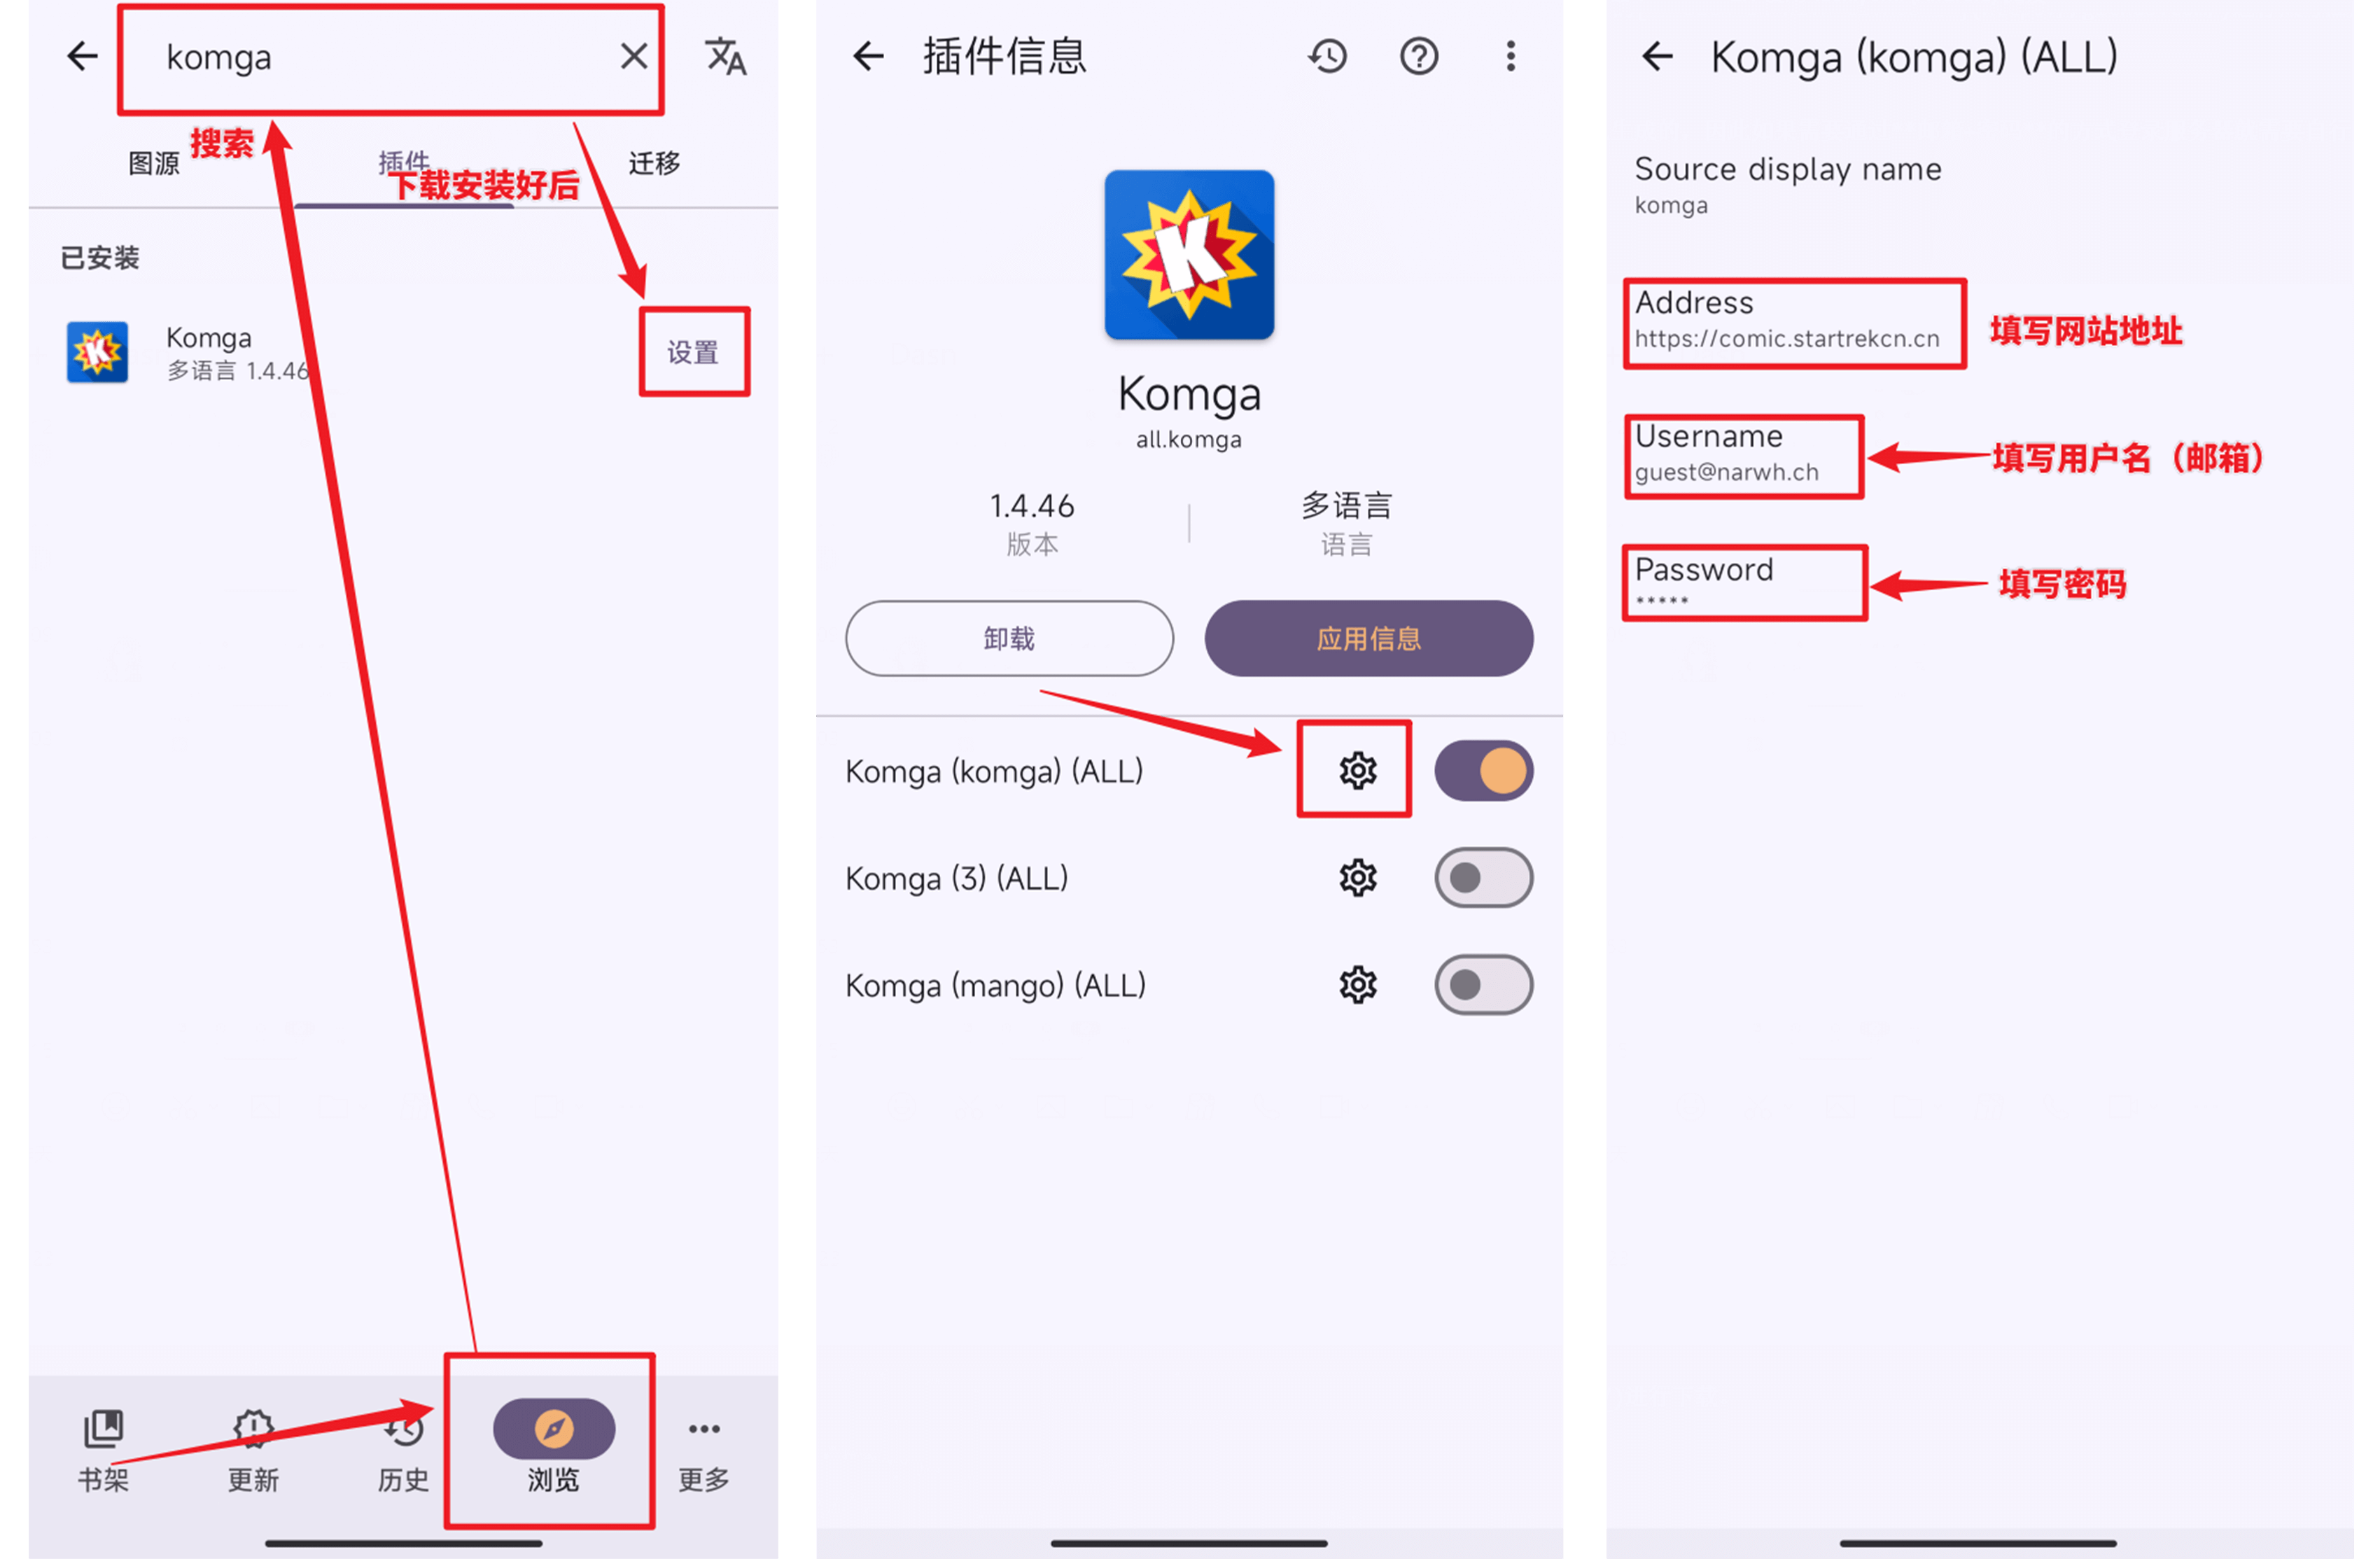 komga
搜索
图源
插件
迁移
下载安装好后
已安装
Komga
多语言 1.4.46
设置
书架
更新
历史
浏览
更多
插件信息
K
Komga
all.komga
1.4.46
版本
多语言
语言
卸载
应用信息
Komga (komga) (ALL)
Komga (3) (ALL)
Komga (mango) (ALL)
Komga (komga) (ALL)
Source display name
komga
Address
https://comic.startrekcn.cn
填写网站地址
Username
guest@narwh.ch
填写用户名（邮箱）
Password
*****
填写密码